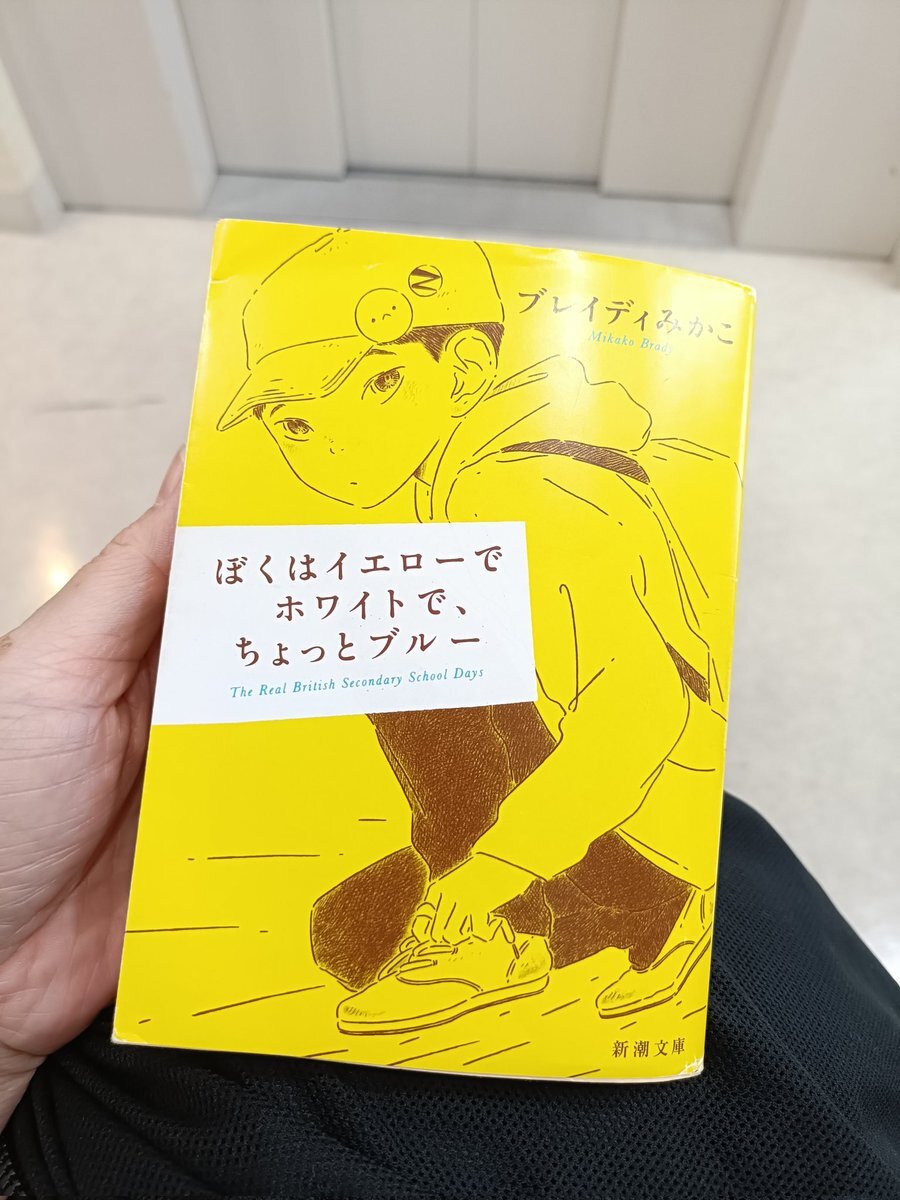 ブレイディみかこ
Mikako Brady
ぼくはイエローで
ホワイトで、
ちょっとブルー
The Real British Secondary School Days
新潮文庫